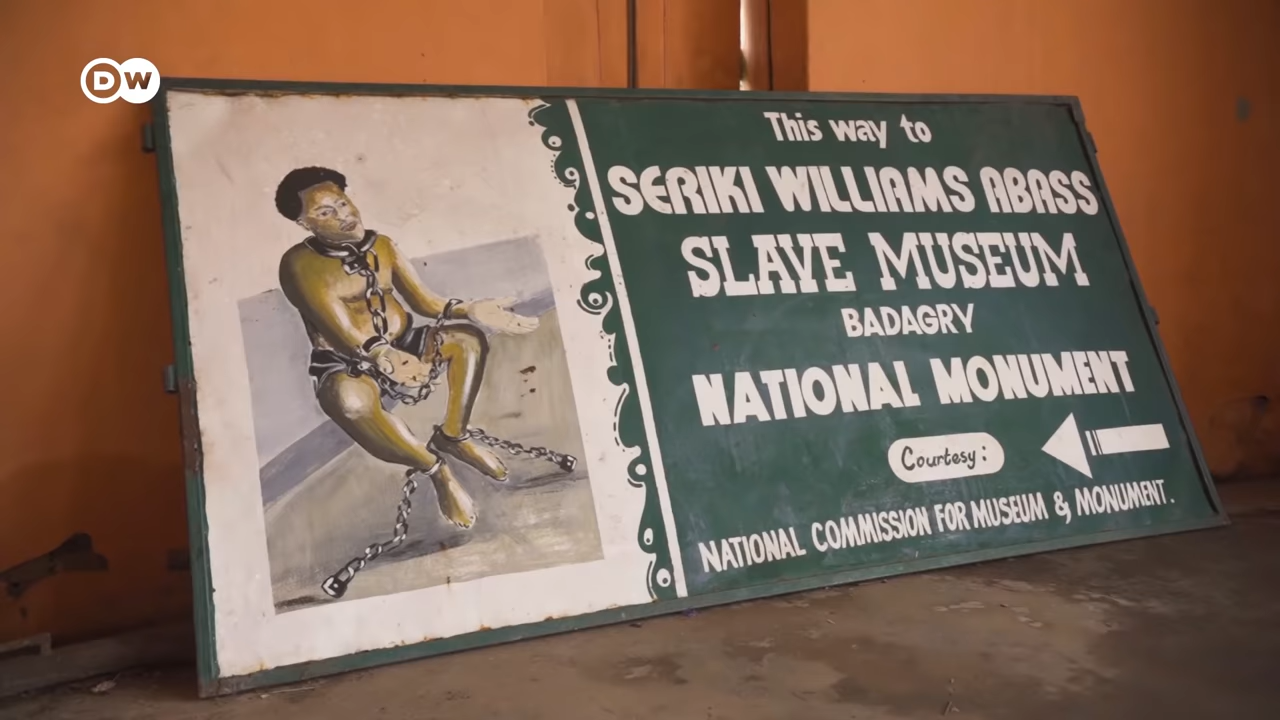 DW
This way to
SERIKI WILLIAMS ABASS
SLAVE MUSEUM
BADAGRY
NATIONAL MONUMENT
Courtesy:
NATIONAL COMMISSION FOR MUSEUM & MONUMENT.